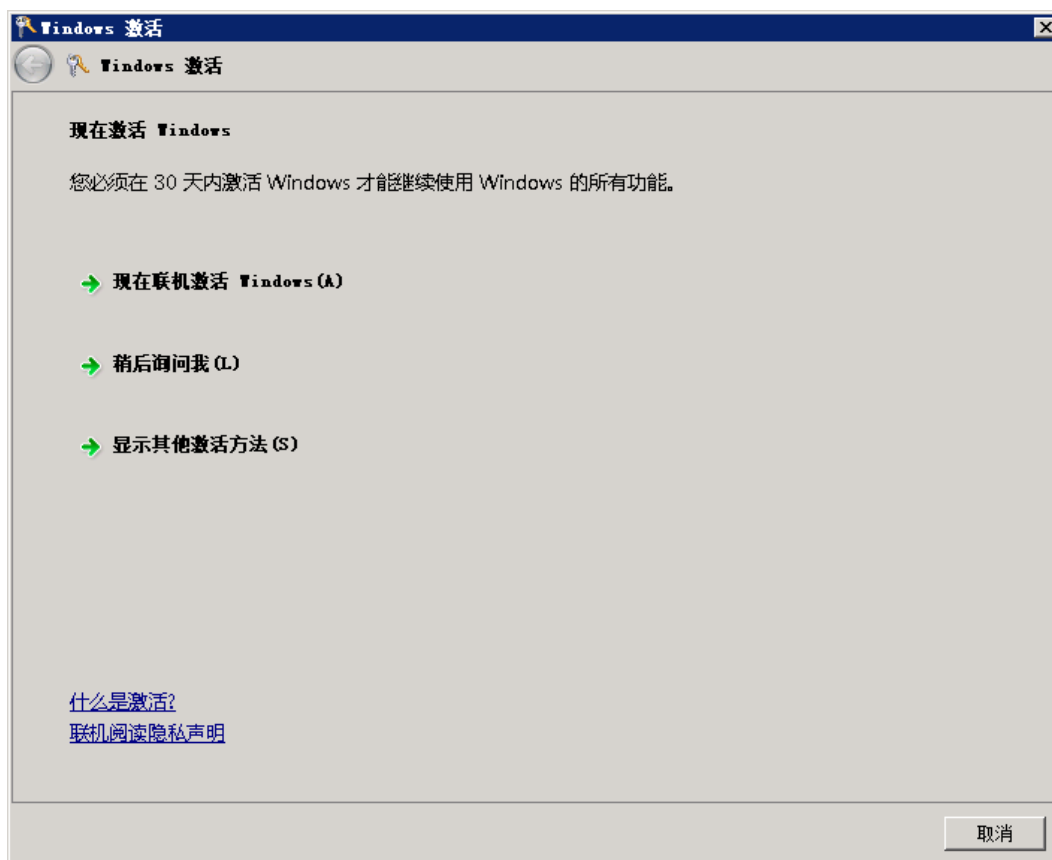 Windows 激活
Windows 激活
现在激活 Windows
您必须在 30 天内激活 Windows 才能继续使用 Windows 的所有功能。
现在联机激活 Windows(A)
稍后询问我(L)
显示其他激活方法(S)
什么是激活?
联机阅读隐私声明
取消